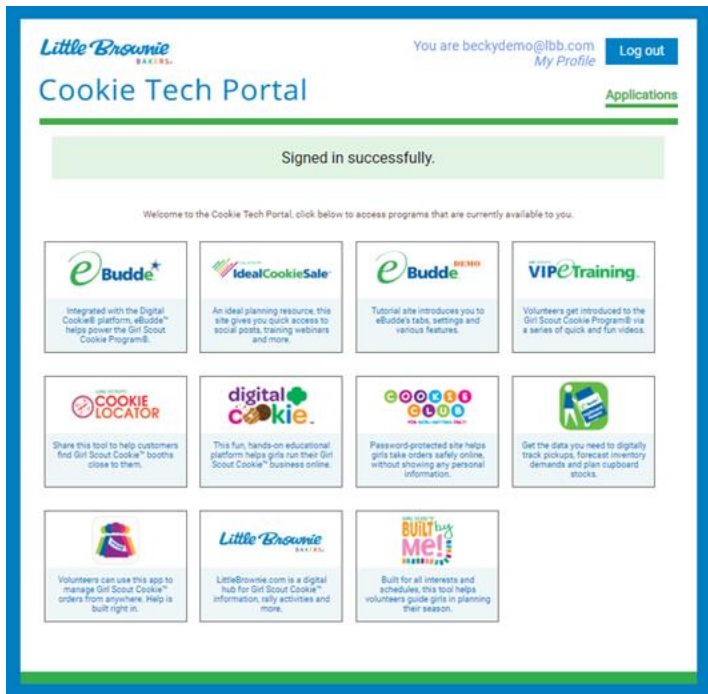 Little Brownie
BAKERS
You are beckydemo@lbb.com
My Profile
Log out
Cookie Tech Portal
Applications
Signed in successfully.
Welcome to the Cookie Tech Portal, click below to access programs that are currently available to you.
eBudde
Integrated with the Digital
Cookie® platform, eBudde™
helps power the Girl Scout
Cookie Program®.
IdealCookieSale
An ideal planning resource, this
site gives you quick access to
social posts, training webinars
and more.
eBudde DEMO
Tutorial site introduces you to
eBudde's tabs, settings and
various features.
VIP eTraining
Volunteers get introduced to the
Girl Scout Cookie Program® via
a series of quick and fun videos.
COOKIE
LOCATOR
Share this tool to help customers
find Girl Scout Cookie™ booths
close to them.
digital
cookie
This fun, hands-on educational
platform helps girls run their Girl
Scout Cookie™ business online.
COOKIE
CLUB
Password-protected site helps
girls take orders safely online,
without showing any personal
information.
Get the data you need to digitally
track pickups, forecast inventory
demands and plan cupboard
stocks.
Volunteers can use this app to
manage Girl Scout Cookie™
orders from anywhere. Help is
built right in.
Little Brownie
BAKERS
LittleBrownie.com is a digital
hub for Girl Scout Cookie™
information, rally activities and
more.
BUILT by
Me!
Built for all interests and
schedules, this tool helps
volunteers guide girls in planning
their season.